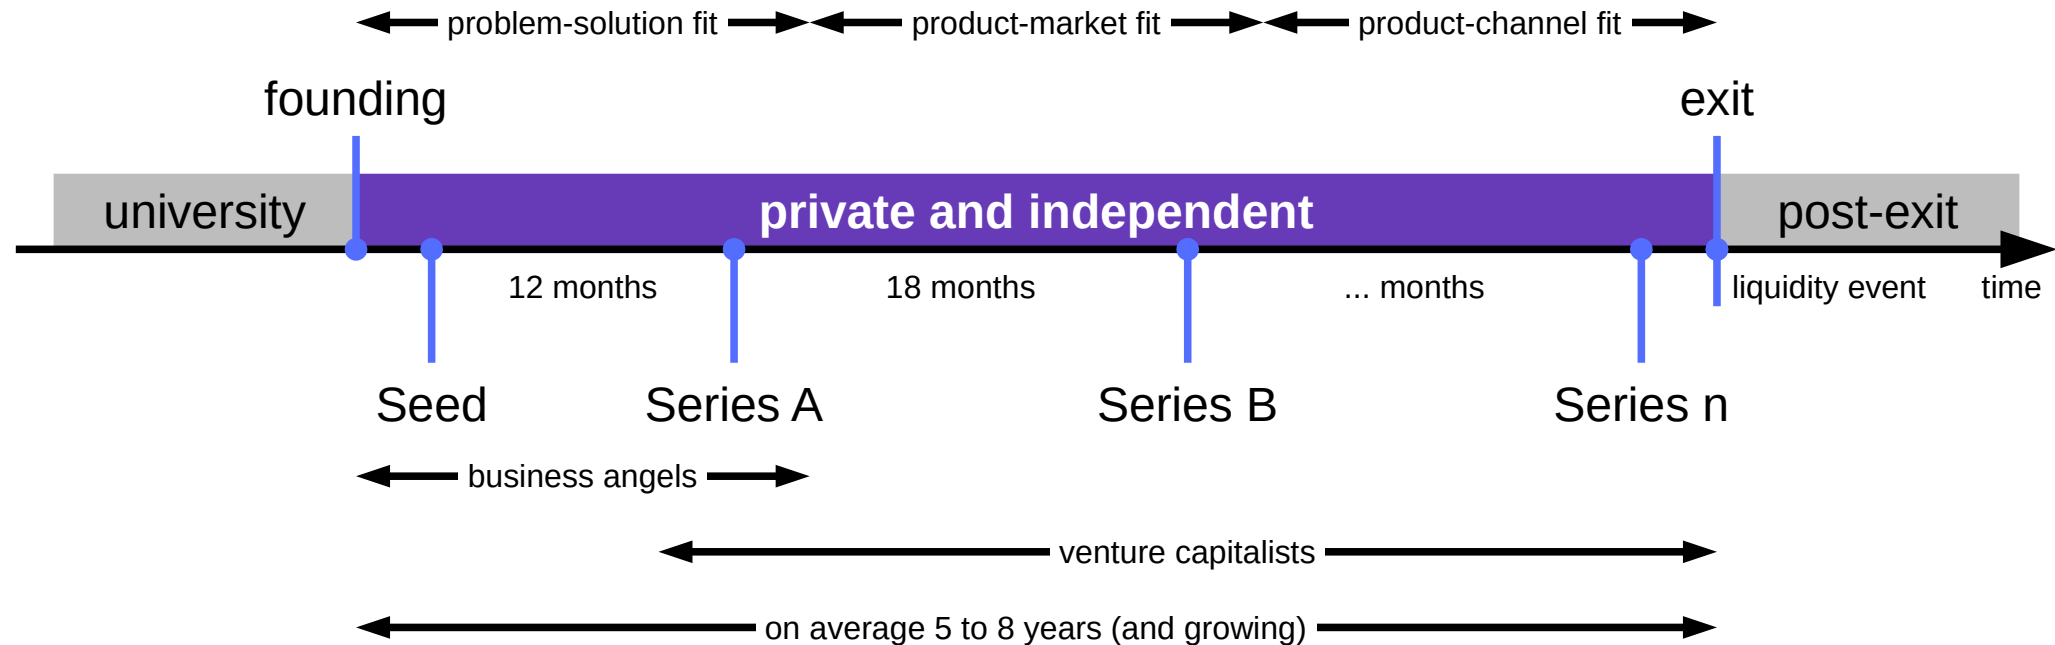 problem-solution fit
product-market fit
product-channel fit
founding
exit
university
private and independent
post-exit
12 months
18 months
... months
liquidity event
time
Seed
Series A
Series B
Series n
business angels
venture capitalists
on average 5 to 8 years (and growing)